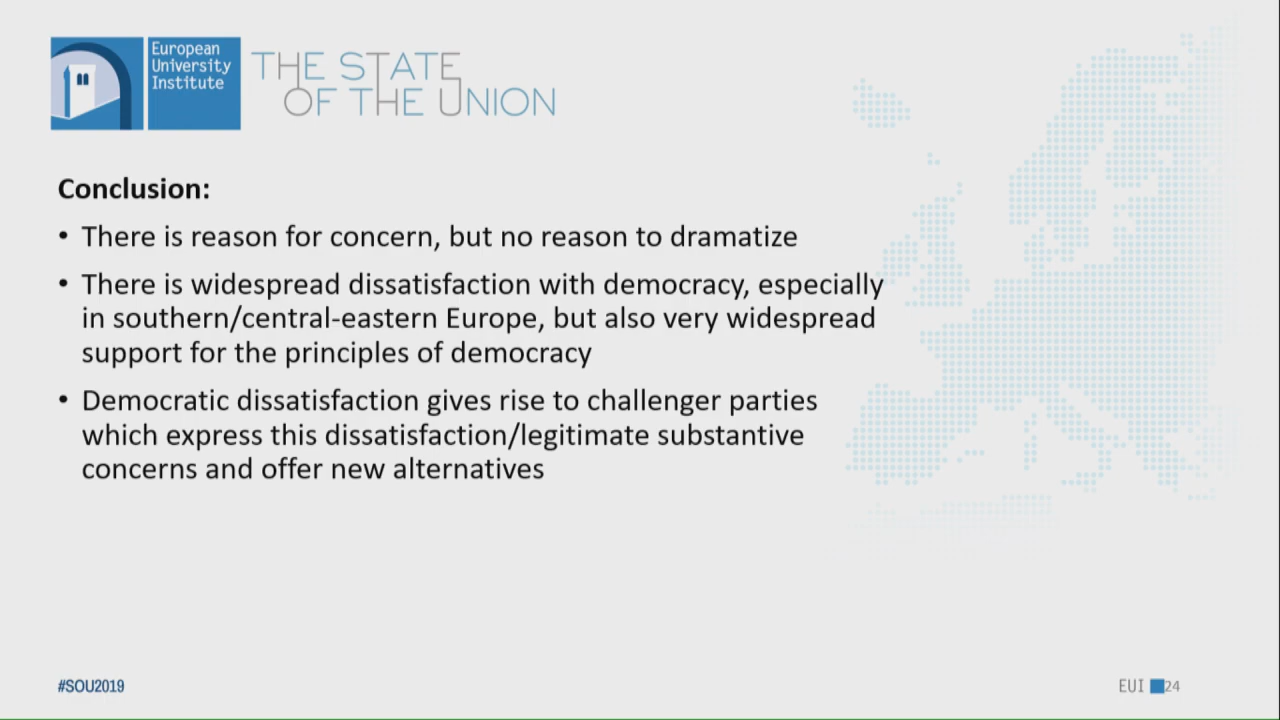 European
University
Institute
THE STATE
OF THE UNION
Conclusion:
• There is reason for concern, but no reason to dramatize
• There is widespread dissatisfaction with democracy, especially
in southern/central-eastern Europe, but also very widespread
support for the principles of democracy
• Democratic dissatisfaction gives rise to challenger parties
which express this dissatisfaction/legitimate substantive
concerns and offer new alternatives
#SOU2019
EUI 24